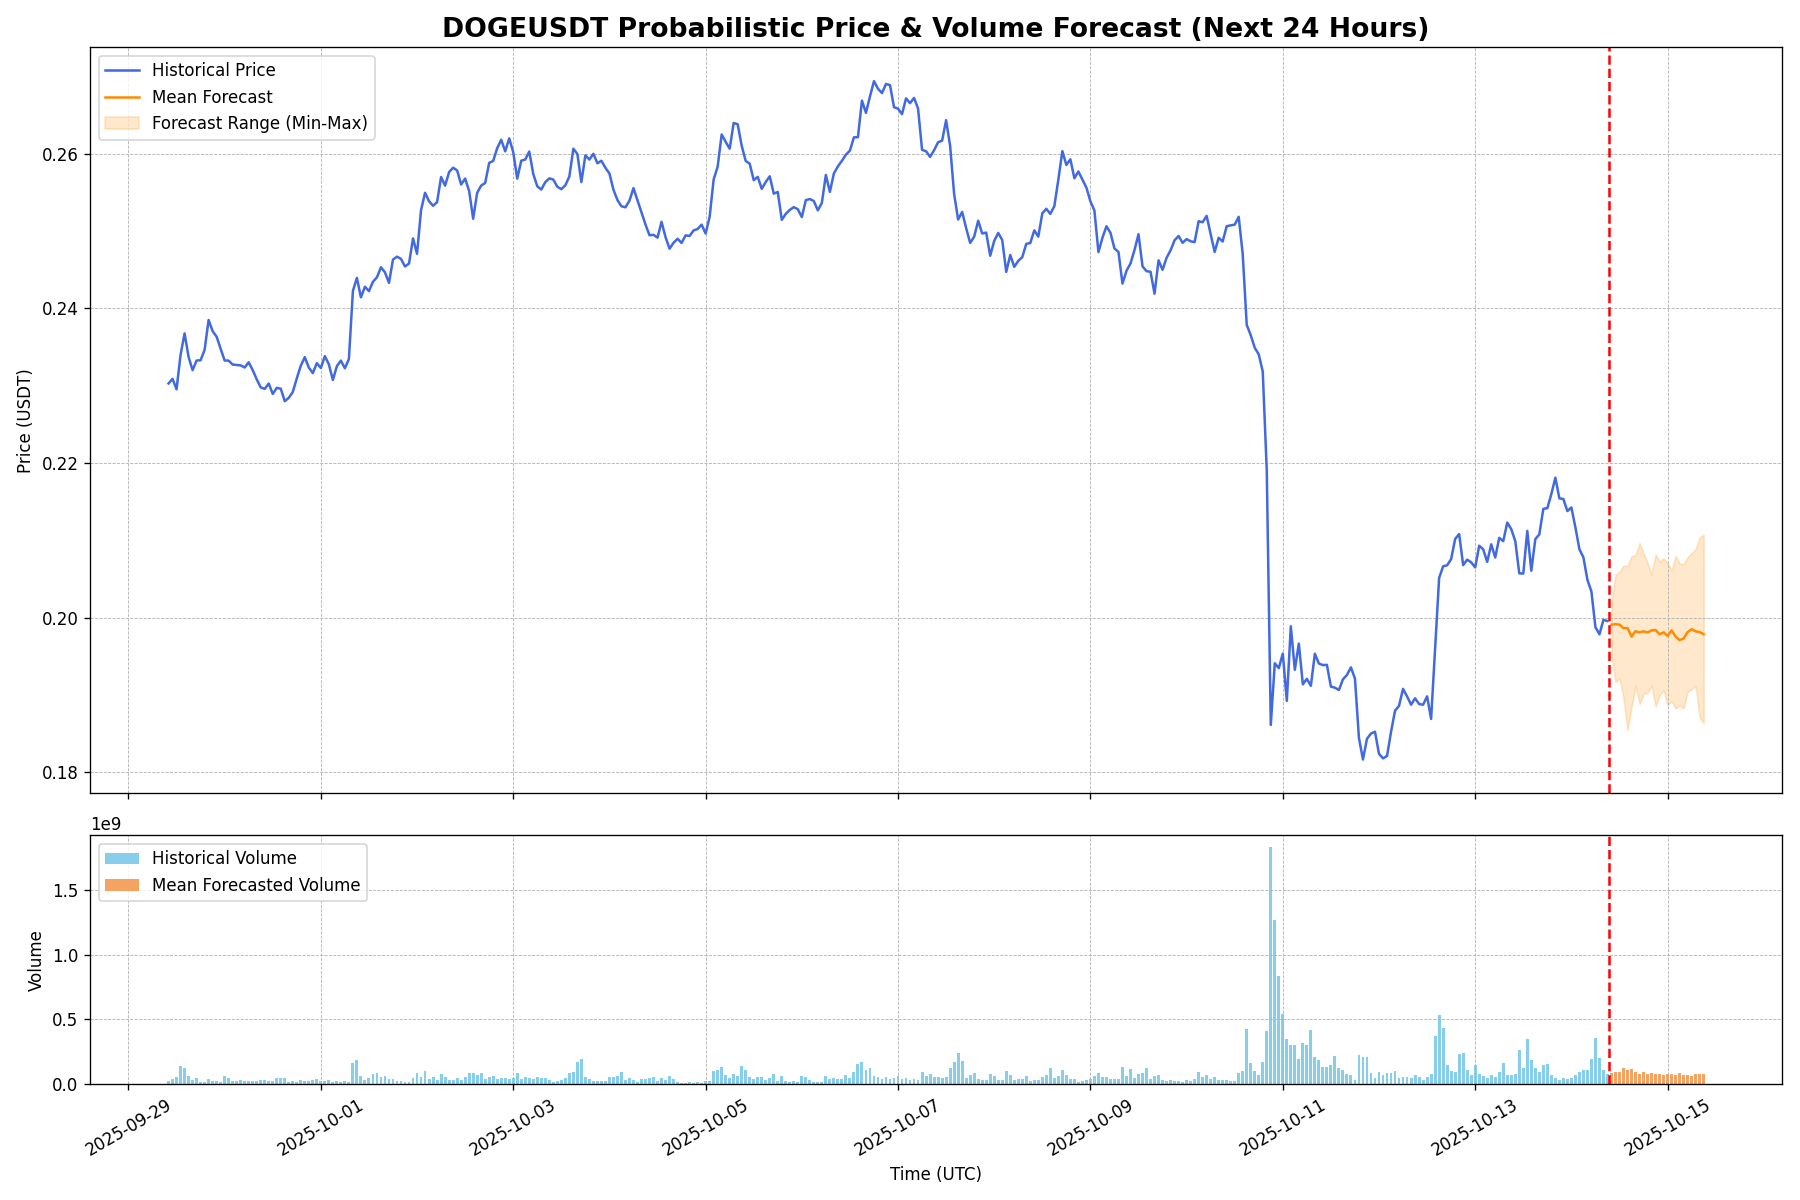 DOGEUSDT Probabilistic Price & Volume Forecast (Next 24 Hours)
Historical Price
Mean Forecast
Forecast Range (Min-Max)
0.26
0.24
0.22
0.20
0.18
Price (USDT)
1e9
Historical Volume
Mean Forecasted Volume
1.5
1.0
0.5
0.0
Volume
2025-09-29
2025-10-01
2025-10-03
2025-10-05
2025-10-07
2025-10-09
2025-10-11
2025-10-13
2025-10-15
Time (UTC)